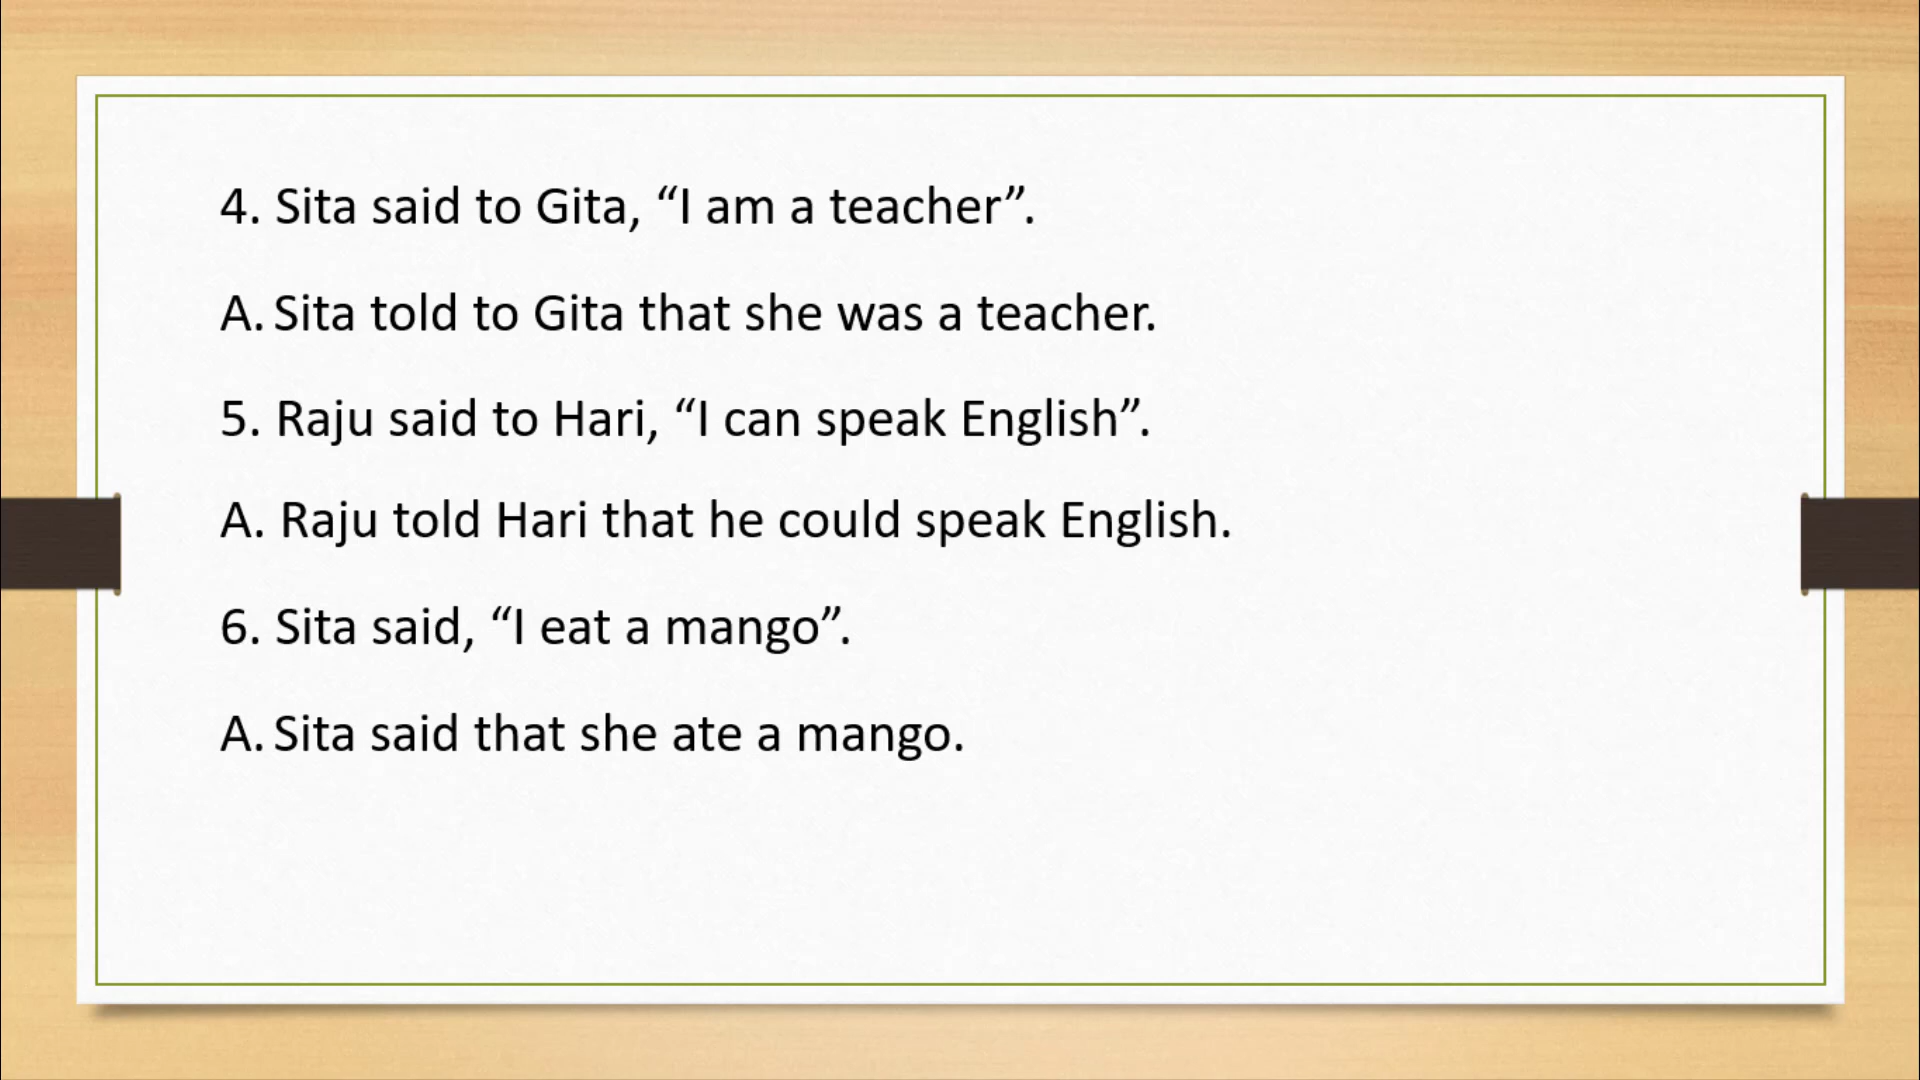 4. Sita said to Gita, “I am a teacher”.
A. Sita told to Gita that she was a teacher.
5. Raju said to Hari, “I can speak English”.
A. Raju told Hari that he could speak English.
6. Sita said, “I eat a mango”.
A. Sita said that she ate a mango.